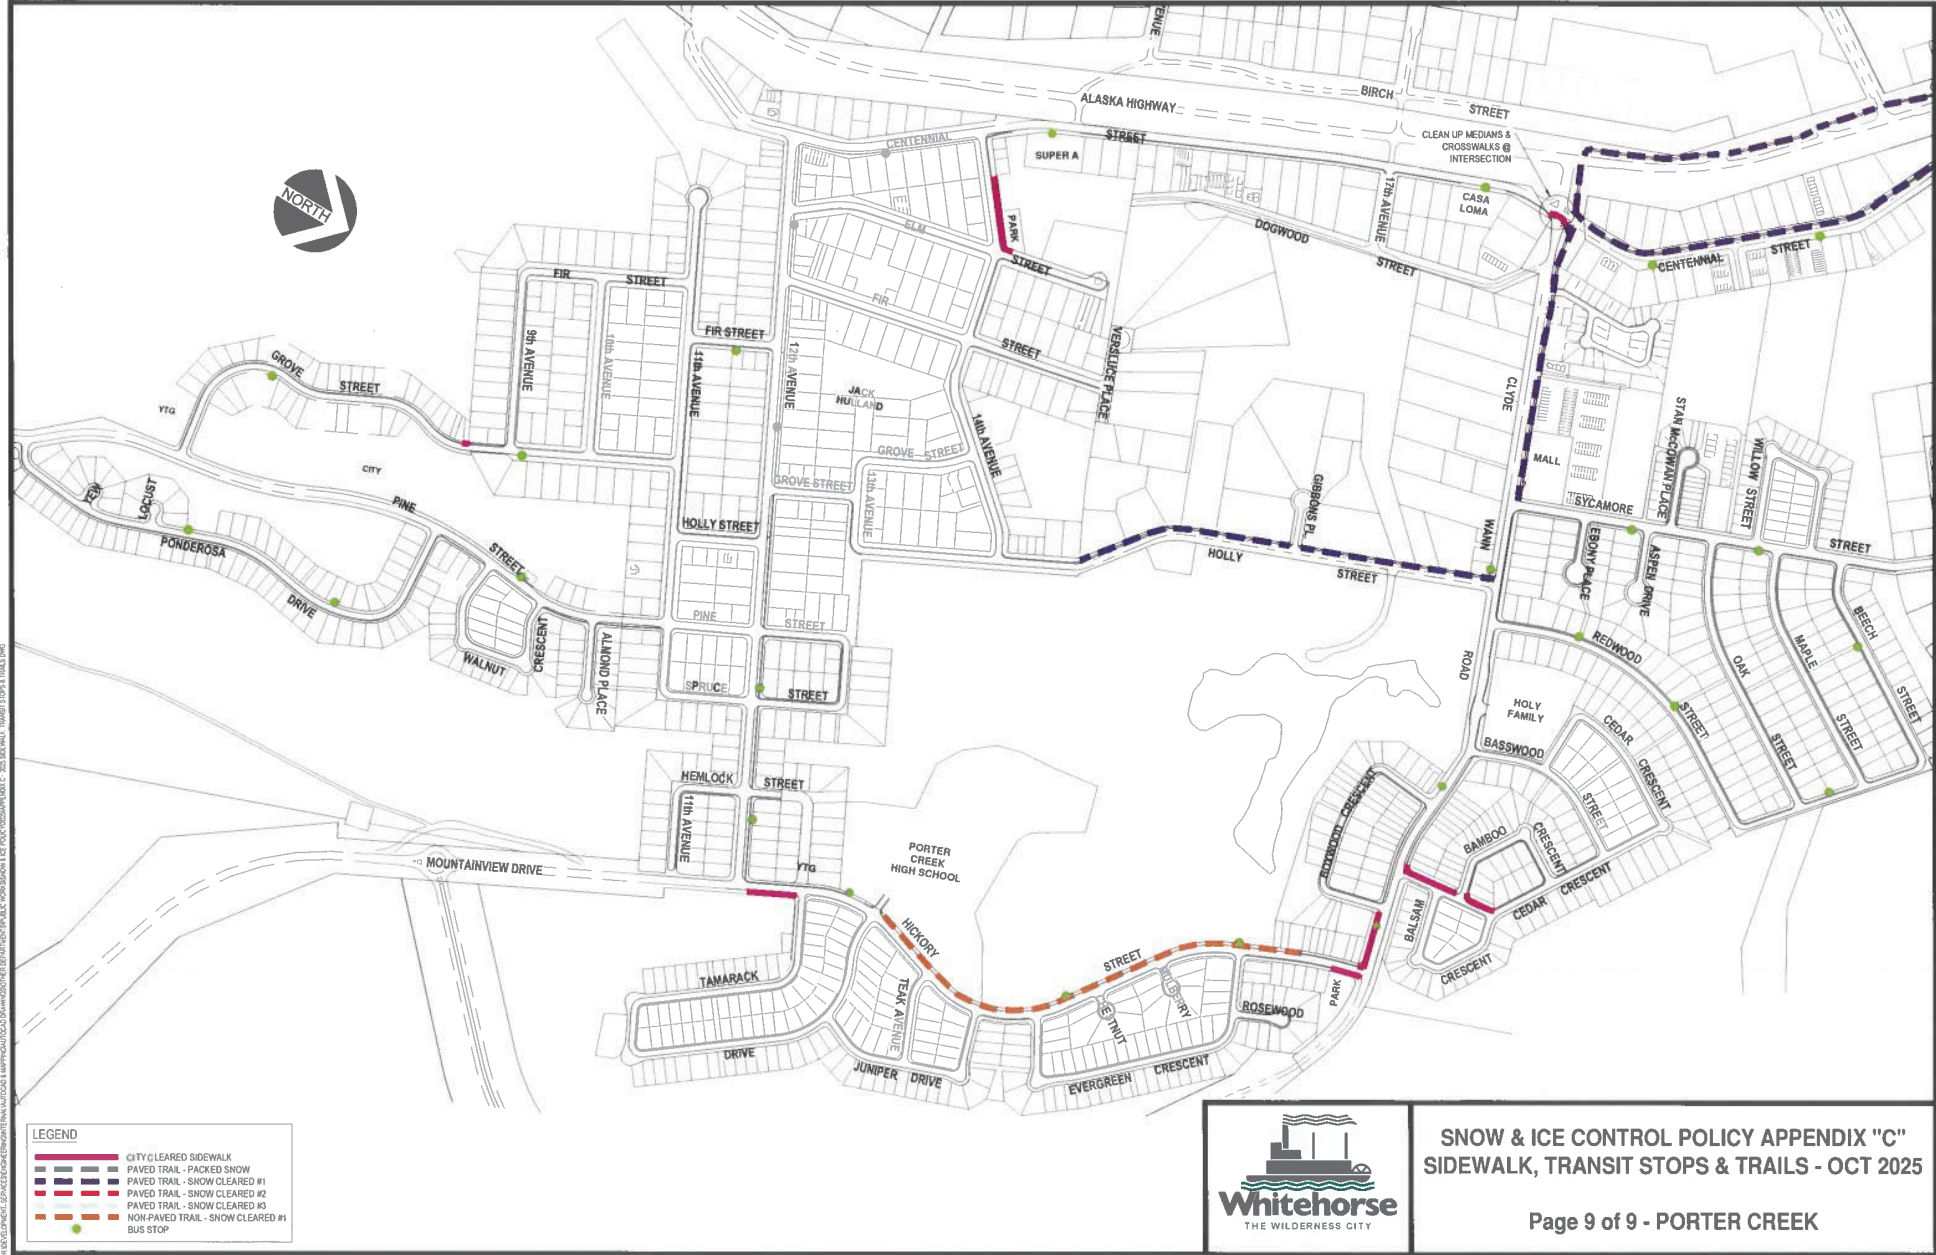 ENUE
BIRCH
STREET
ALASKA HIGHWAY
CLEAN UP MEDIANS &
CROSSWALKS @
INTERSECTION
CENTENNIAL
STREET
SUPER A
CASA
LOMA
17th AVENUE
PARK
STREET
DOGWOOD
STREET
CENTENNIAL
STREET
NORTH
ELM
FIR
STREET
FIR
STREET
FIR STREET
9th AVENUE
10th AVENUE
11th AVENUE
12th AVENUE
JACK
HULLAND
VERSLUCE PLACE
CLYDE
GROVE
STREET
YTG
CITY
14th AVENUE
GROVE STREET
GROVE STREET
13th AVENUE
GIBBONS PL.
MALL
WANN
SYCAMORE
STAN McCOWAN PLACE
WILLOW STREET
STREET
YEW
LOCUST
PINE
PONDEROSA
STREET
HOLLY STREET
HOLLY
STREET
EBONY PLACE
ASPEN DRIVE
DRIVE
WALNUT
CRESCENT
ALMOND PLACE
PINE
STREET
SPRUCE
STREET
ROAD
REDWOOD
STREET
OAK
STREET
MAPLE
STREET
BEECH
STREET
HOLY
FAMILY
BASSWOOD
STREET
CEDAR
CRESCENT
HEMLOCK
STREET
11th AVENUE
YTG
MOUNTAINVIEW DRIVE
PORTER
CREEK
HIGH SCHOOL
BOXWOOD CRESCENT
BAMBOO
CRESCENT
CEDAR
CRESCENT
BALSAM
CRESCENT
HICKORY
STREET
TAMARACK
DRIVE
TEAK AVENUE
JUNIPER DRIVE
MULBERRY
ROSEWOOD
PARK
EVERGREEN CRESCENT
LEGEND
CITY CLEARED SIDEWALK
PAVED TRAIL - PACKED SNOW
PAVED TRAIL - SNOW CLEARED #1
PAVED TRAIL - SNOW CLEARED #2
PAVED TRAIL - SNOW CLEARED #3
NON-PAVED TRAIL - SNOW CLEARED #1
BUS STOP
Whitehorse
THE WILDERNESS CITY
SNOW & ICE CONTROL POLICY APPENDIX "C"
SIDEWALK, TRANSIT STOPS & TRAILS - OCT 2025
Page 9 of 9 - PORTER CREEK